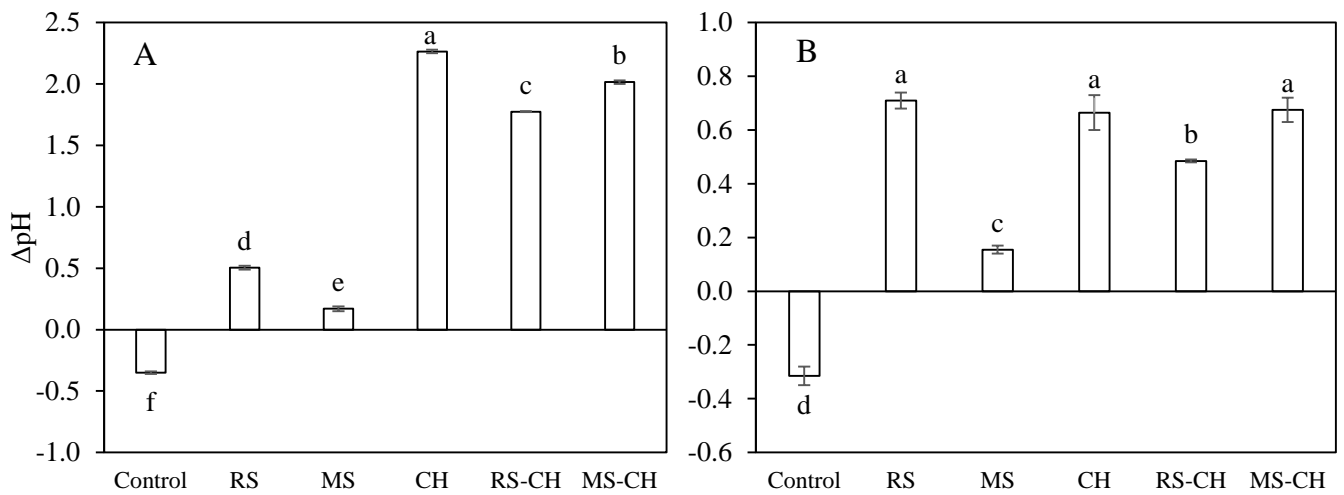 A
ΔpH
2.5
2.0
1.5
1.0
0.5
0.0
-0.5
-1.0
f
d
e
a
c
b
Control RS MS CH RS-CH MS-CH
B
1.0
0.8
0.6
0.4
0.2
0.0
-0.2
-0.4
-0.6
d
a
c
a
b
a
Control RS MS CH RS-CH MS-CH